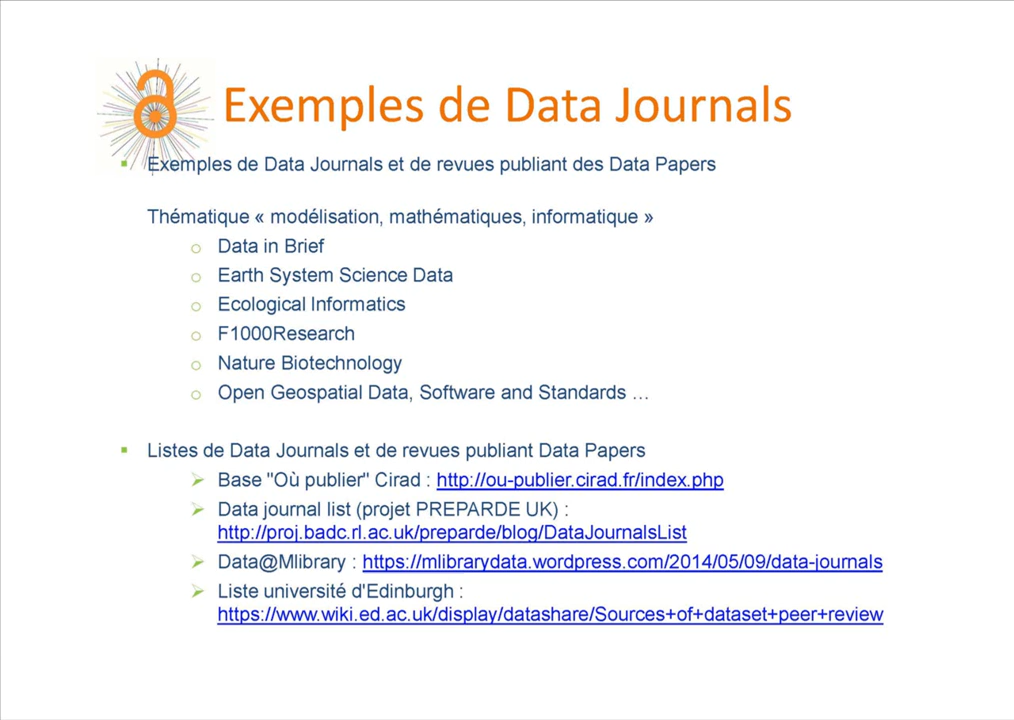 Exemples de Data Journals
Exemples de Data Journals et de revues publiant des Data Papers
Thématique « modélisation, mathématiques, informatique »
Data in Brief
Earth System Science Data
Ecological Informatics
F1000Research
Nature Biotechnology
Open Geospatial Data, Software and Standards …
Listes de Data Journals et de revues publiant Data Papers
Base "Où publier" Cirad : http://ou-publier.cirad.fr/index.php
Data journal list (projet PREPARDE UK) :
http://proj.badc.rl.ac.uk/preparde/blog/DataJournalsList
Data@Mlibrary : https://mlibrarydata.wordpress.com/2014/05/09/data-journals
Liste université d'Edinburgh :
https://www.wiki.ed.ac.uk/display/datashare/Sources+of+dataset+peer+review